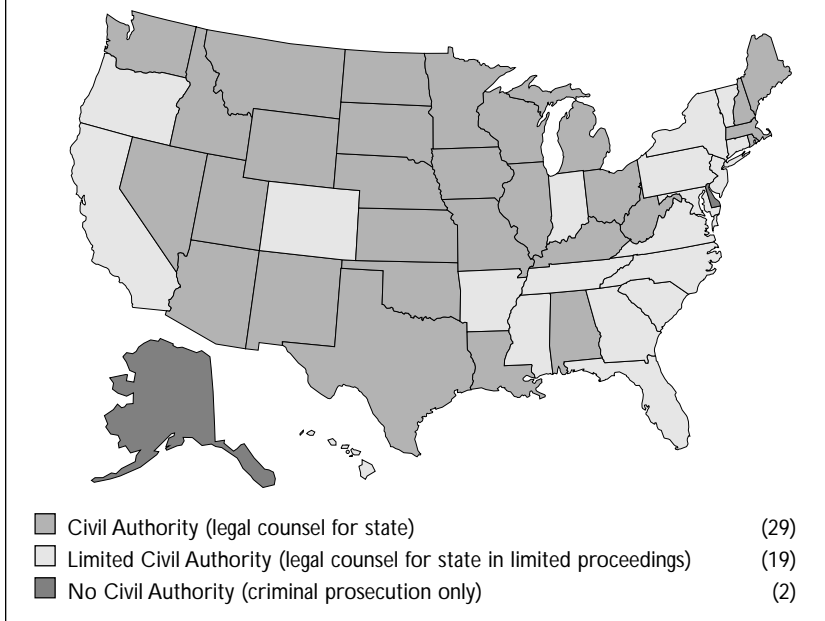 Civil Authority (legal counsel for state) (29)
Limited Civil Authority (legal counsel for state in limited proceedings) (19)
No Civil Authority (criminal prosecution only) (2)